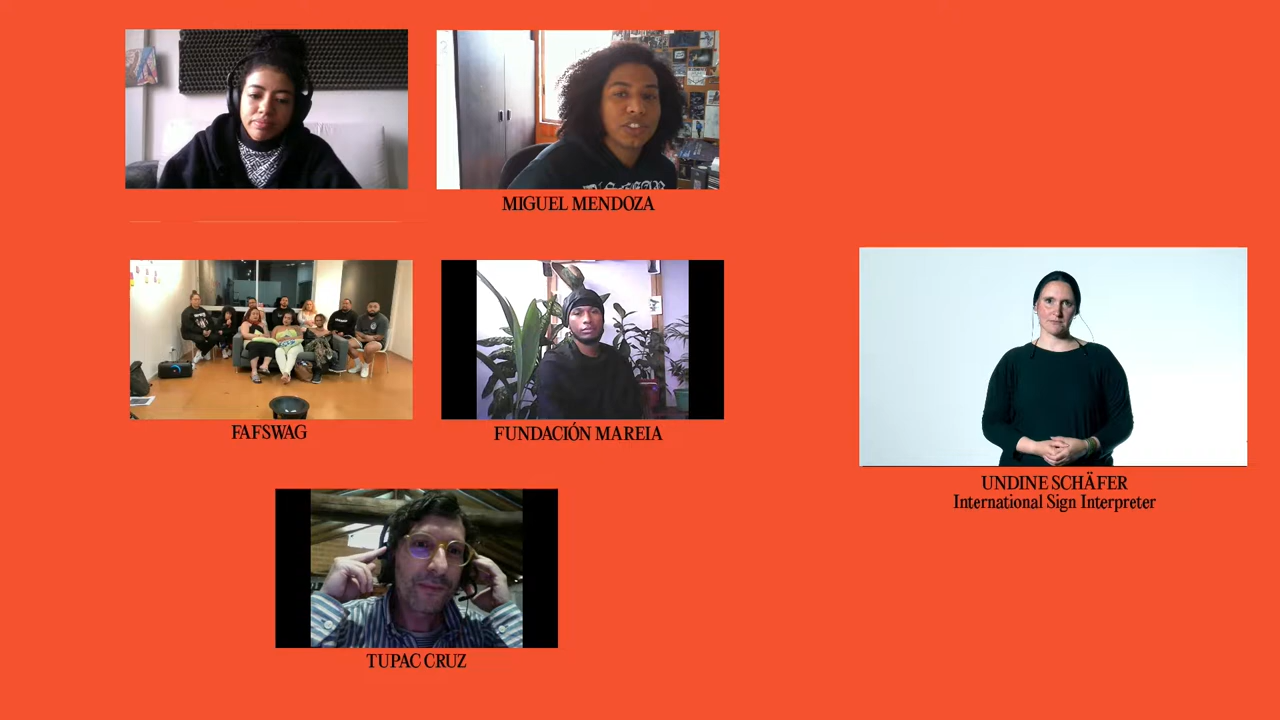 MIGUEL MENDOZA
FAFSWAG
FUNDACIÓN MAREIA
UNDINE SCHÄFER
International Sign Interpreter
TUPAC CRUZ